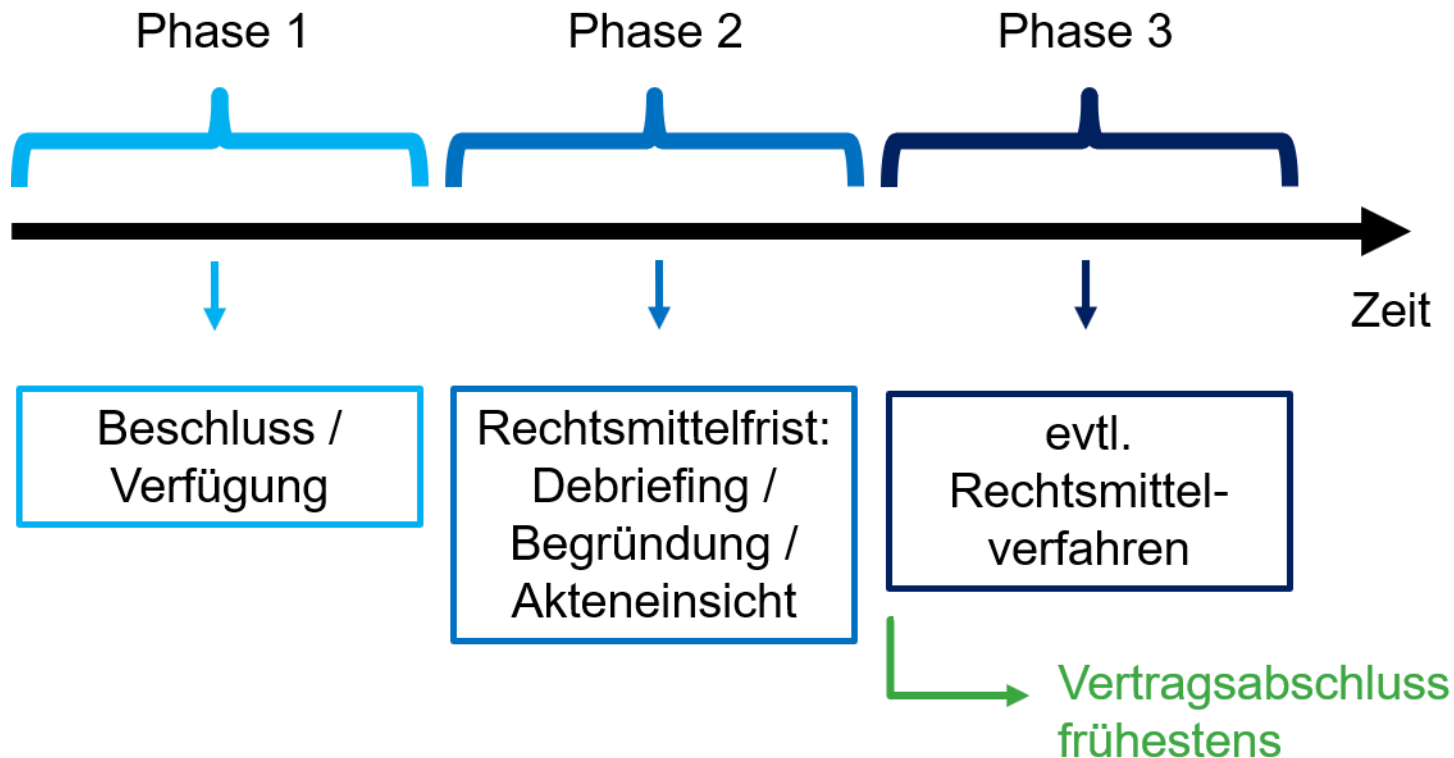 Phase 1
Phase 2
Phase 3
Zeit
Beschluss /
Verfügung
Rechtsmittelfrist:
Debriefing /
Begründung /
Akteneinsicht
evtl.
Rechtsmittel-
verfahren
Vertragsabschluss
frühestens